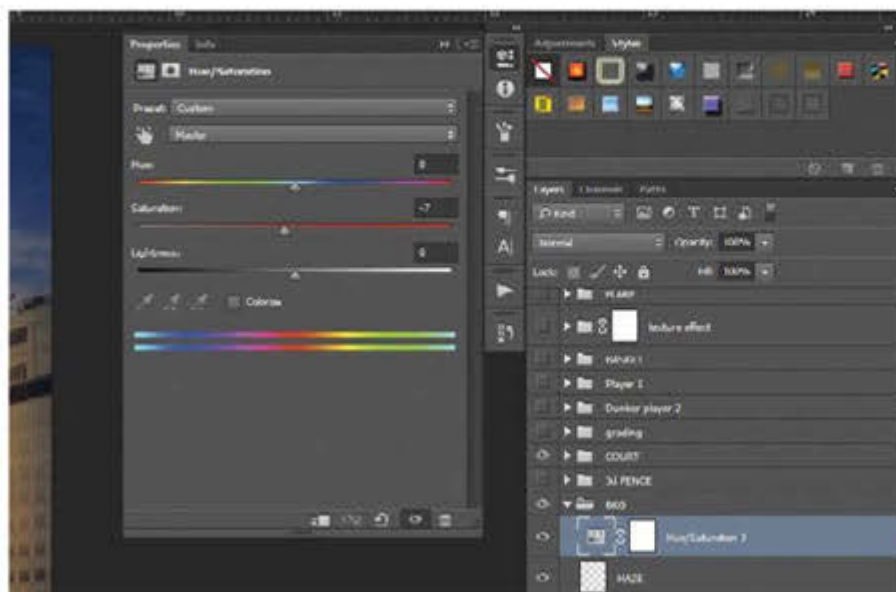 Properties Info
Hue/Saturation
Preset: Custom
Master
Hue: 0
Saturation: -7
Lightness: 0
Colorize
Adjustments Styles
Layers Channels Paths
Kind
Normal Opacity: 100%
Lock: Fill: 100%
texture effect
Player 1
Dunker player 2
grading
COURT
3d FENCE
BKG
Hue/Saturation 3
HAZE